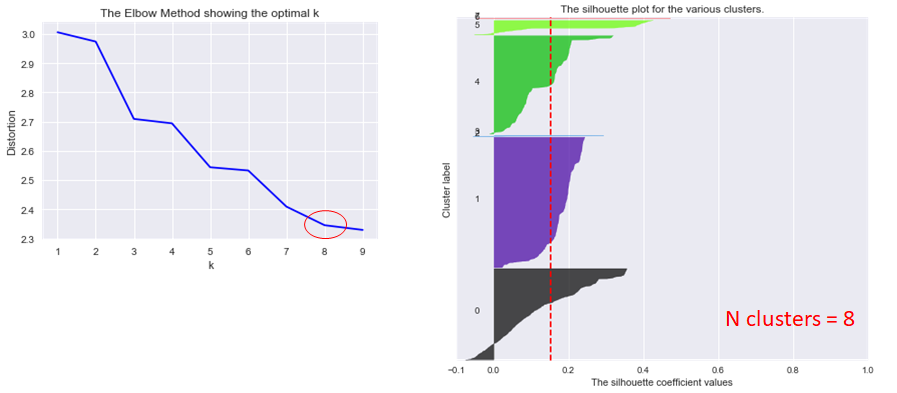 The Elbow Method showing the optimal k
3.0
2.9
2.8
2.7
2.6
2.5
2.4
2.3
Distortion
1 2 3 4 5 6 7 8 9
k
The silhouette plot for the various clusters.
5
4
1
0
Cluster label
N clusters = 8
-0.1 0.0 0.2 0.4 0.6 0.8 1.0
The silhouette coefficient values